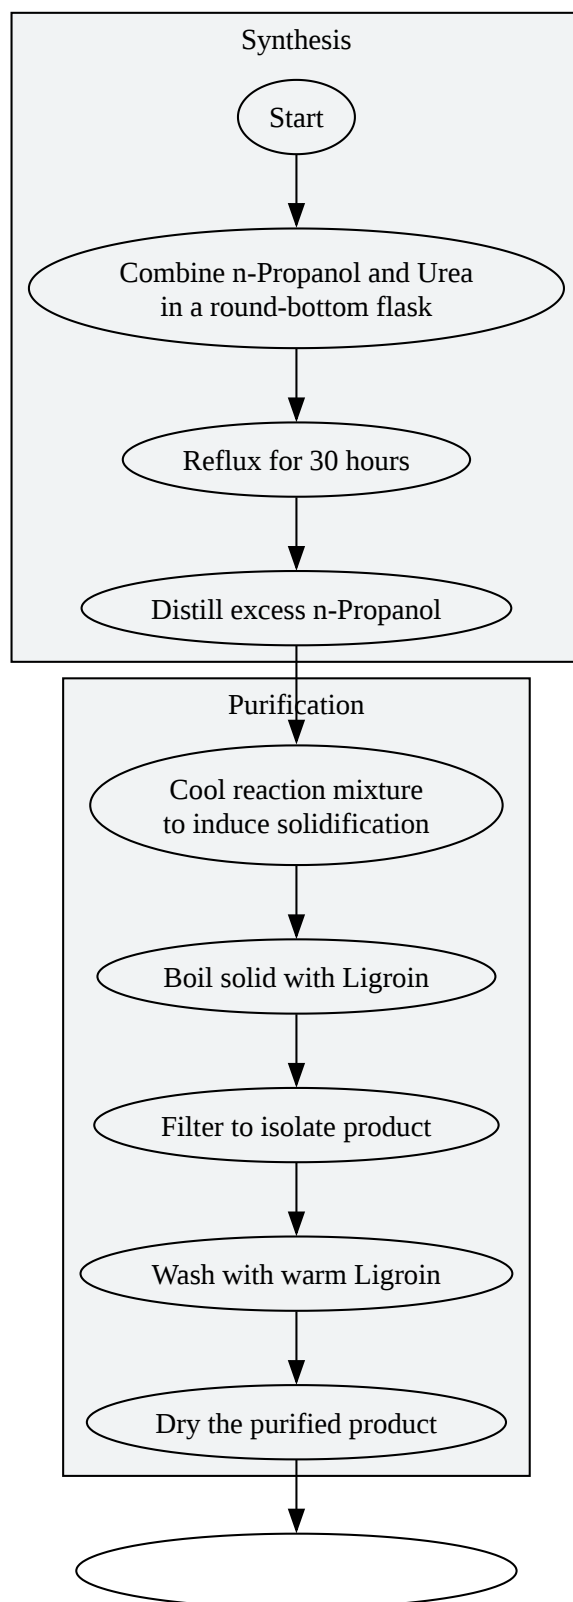 Synthesis
Start
Combine n-Propanol and Urea
in a round-bottom flask
Reflux for 30 hours
Distill excess n-Propanol
Purification
Cool reaction mixture
to induce solidification
Boil solid with Ligroin
Filter to isolate product
Wash with warm Ligroin
Dry the purified product